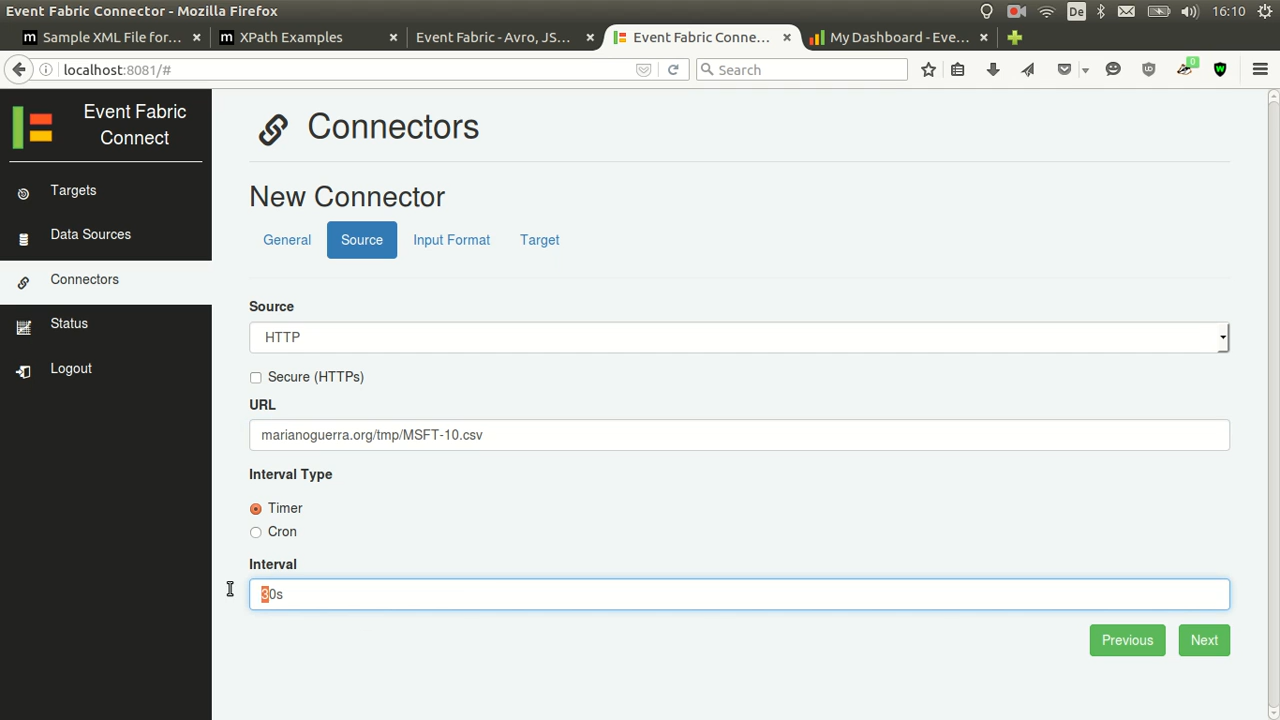 Event Fabric Connector - Mozilla Firefox
De
16:10
m Sample XML File for...
m XPath Examples
Event Fabric - Avro, JS...
Event Fabric Conne...
My Dashboard - Eve...
localhost:8081/#
Search
0
W
Event Fabric
Connect
Targets
Data Sources
Connectors
Status
Logout
Connectors
New Connector
General
Source
Input Format
Target
Source
HTTP
Secure (HTTPs)
URL
marianoguerra.org/tmp/MSFT-10.csv
Interval Type
Timer
Cron
Interval
30s
Previous
Next